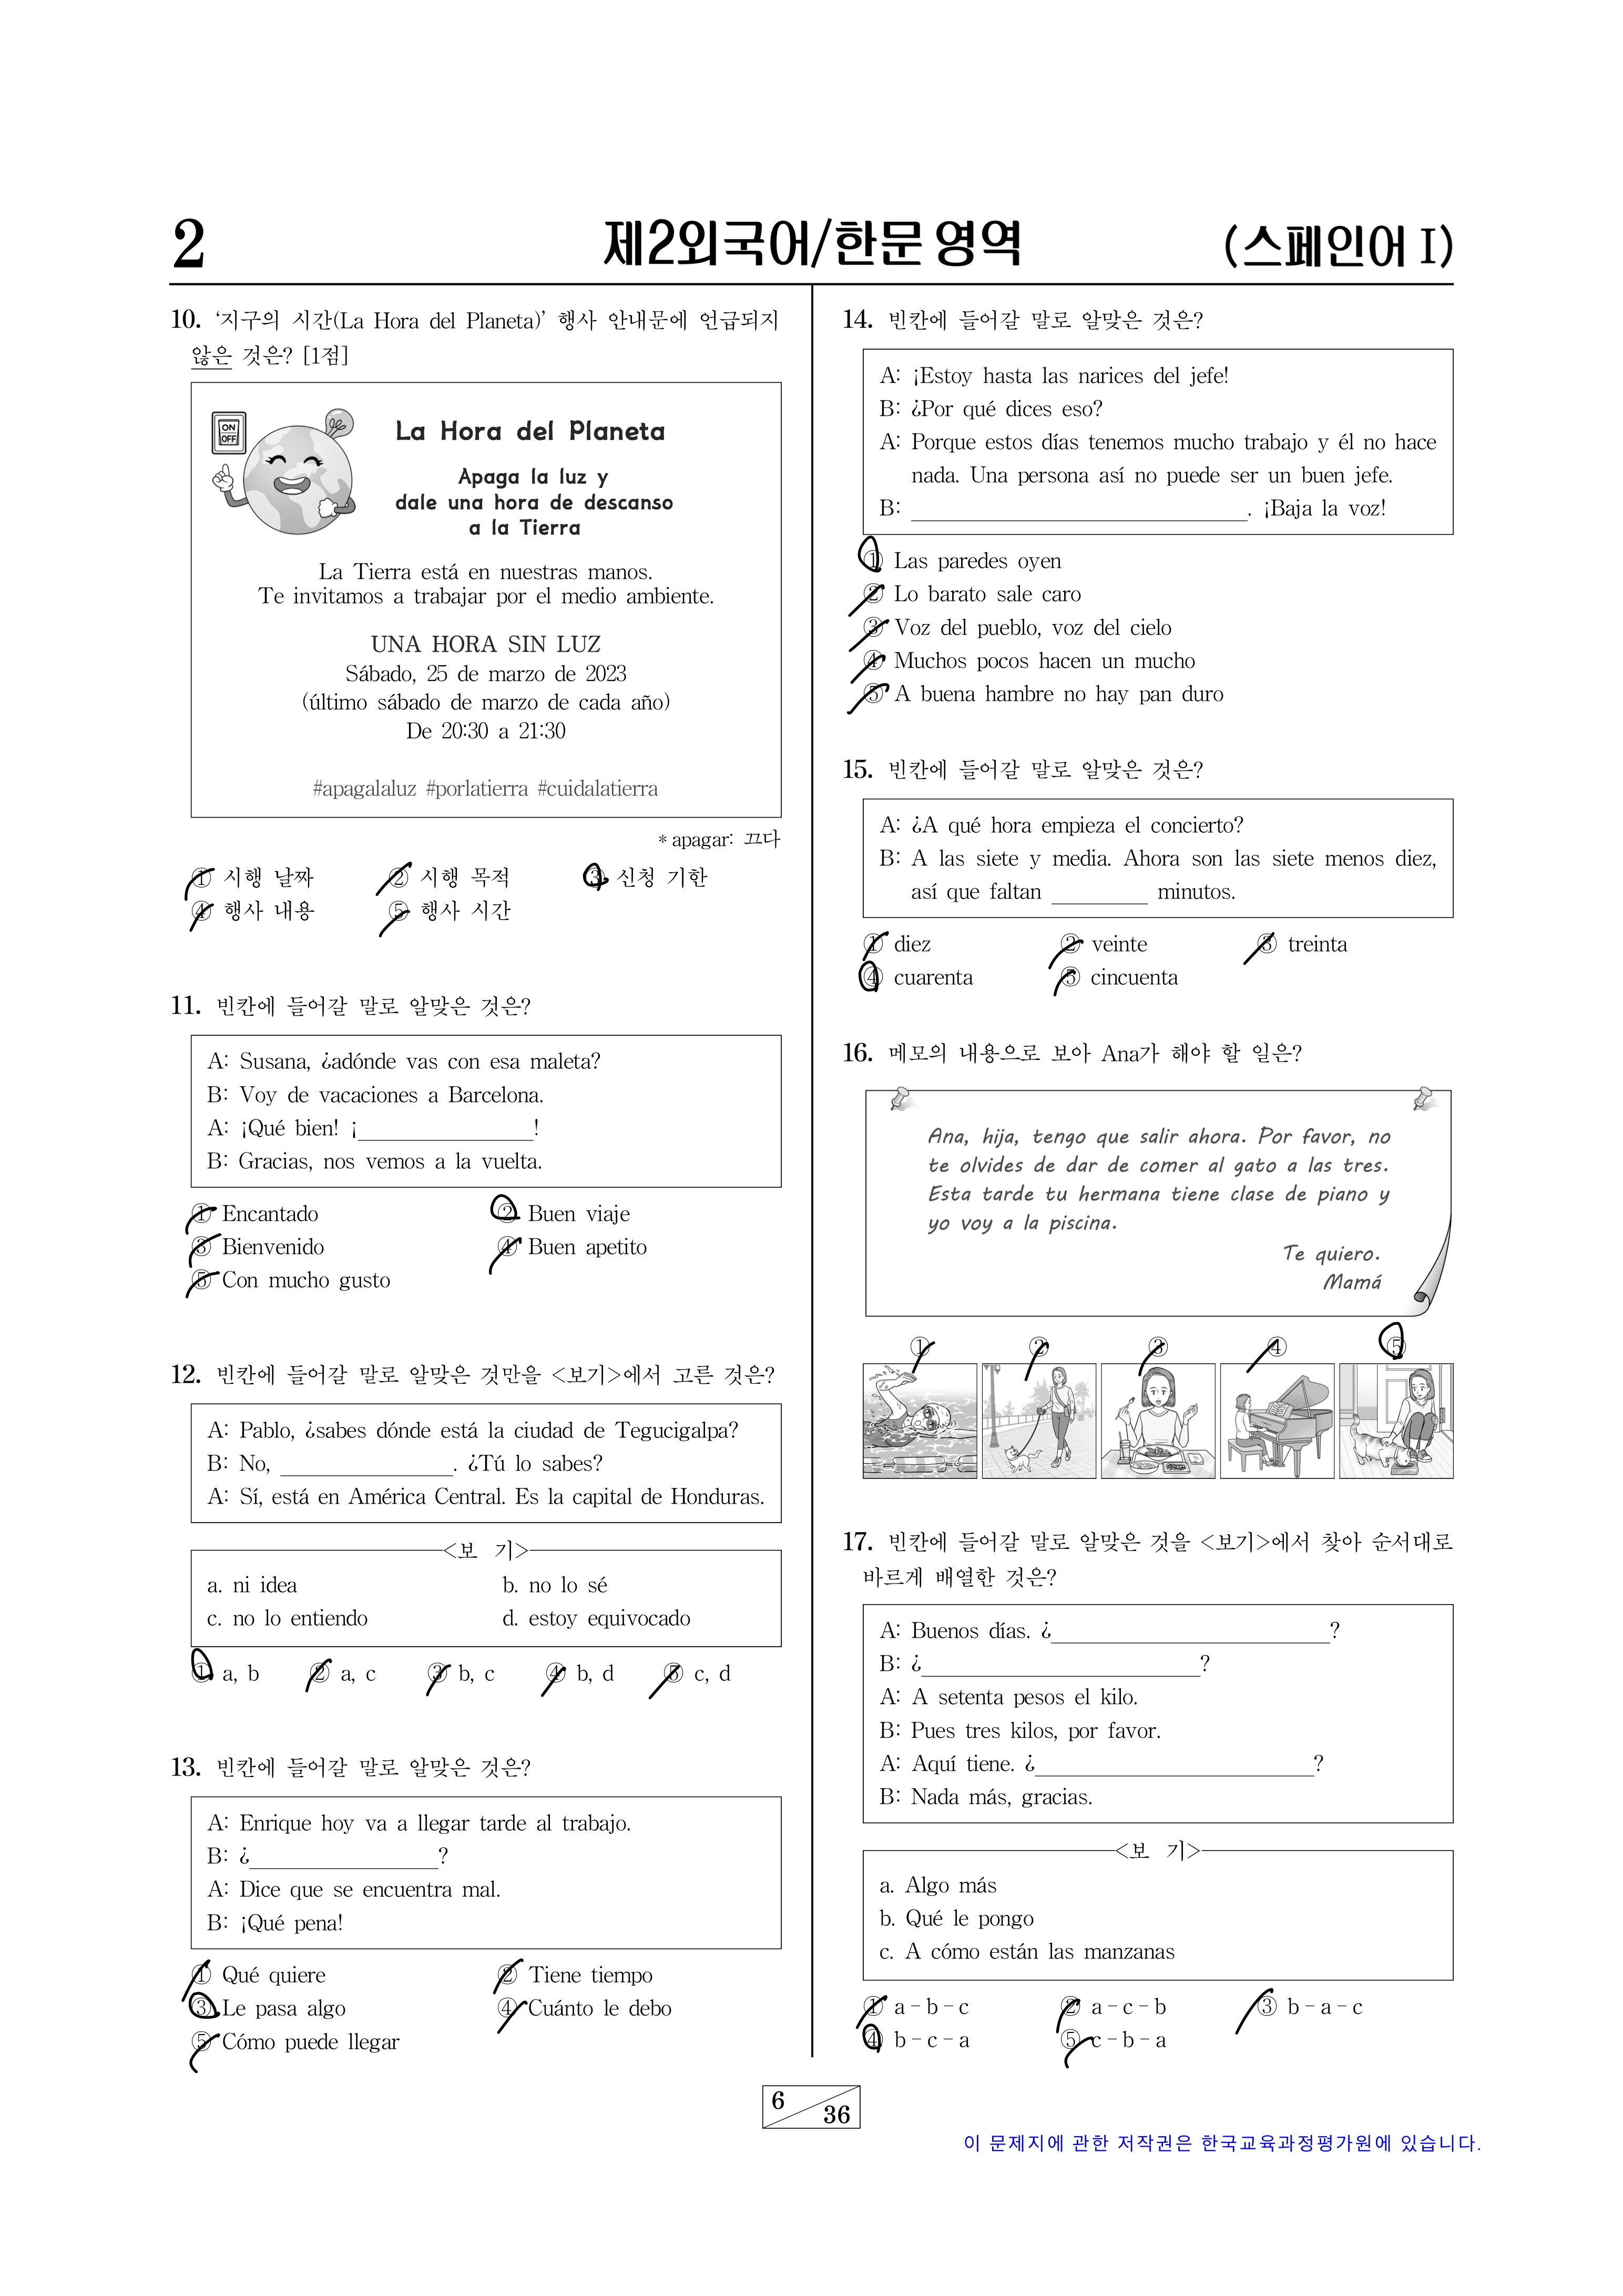 2
제2외국어/한문 영역
(스페인어 I)
10. ‘지구의 시간(La Hora del Planeta)’ 행사 안내문에 언급되지
않은 것은? [1점]
ON
OFF
La Hora del Planeta
Apaga la luz y
dale una hora de descanso
a la Tierra
La Tierra está en nuestras manos.
Te invitamos a trabajar por el medio ambiente.
UNA HORA SIN LUZ
Sábado, 25 de marzo de 2023
(último sábado de marzo de cada año)
De 20:30 a 21:30
#apagalaluz #porlatierra #cuidalatierra
* apagar: 끄다
① 시행 날짜 ② 시행 목적 ③ 신청 기한
④ 행사 내용 ⑤ 행사 시간
11. 빈칸에 들어갈 말로 알맞은 것은?
A: Susana, ¿adónde vas con esa maleta?
B: Voy de vacaciones a Barcelona.
A: ¡Qué bien! ¡____________!
B: Gracias, nos vemos a la vuelta.
① Encantado ② Buen viaje
③ Bienvenido ④ Buen apetito
⑤ Con mucho gusto
12. 빈칸에 들어갈 말로 알맞은 것만을 <보기>에서 고른 것은?
A: Pablo, ¿sabes dónde está la ciudad de Tegucigalpa?
B: No, ____________. ¿Tú lo sabes?
A: Sí, está en América Central. Es la capital de Honduras.
<보 기>
a. ni idea b. no lo sé
c. no lo entiendo d. estoy equivocado
① a, b ② a, c ③ b, c ④ b, d ⑤ c, d
13. 빈칸에 들어갈 말로 알맞은 것은?
A: Enrique hoy va a llegar tarde al trabajo.
B: ¿____________?
A: Dice que se encuentra mal.
B: ¡Qué pena!
① Qué quiere ② Tiene tiempo
③ Le pasa algo ④ Cuánto le debo
⑤ Cómo puede llegar
14. 빈칸에 들어갈 말로 알맞은 것은?
A: ¡Estoy hasta las narices del jefe!
B: ¿Por qué dices eso?
A: Porque estos días tenemos mucho trabajo y él no hace
nada. Una persona así no puede ser un buen jefe.
B: ____________. ¡Baja la voz!
① Las paredes oyen
② Lo barato sale caro
③ Voz del pueblo, voz del cielo
④ Muchos pocos hacen un mucho
⑤ A buena hambre no hay pan duro
15. 빈칸에 들어갈 말로 알맞은 것은?
A: ¿A qué hora empieza el concierto?
B: A las siete y media. Ahora son las siete menos diez,
así que faltan ________ minutos.
① diez ② veinte ③ treinta
④ cuarenta ⑤ cincuenta
16. 메모의 내용으로 보아 Ana가 해야 할 일은?
Ana, hija, tengo que salir ahora. Por favor, no
te olvides de dar de comer al gato a las tres.
Esta tarde tu hermana tiene clase de piano y
yo voy a la piscina.
Te quiero.
Mamá
① ② ③ ④ ⑤
17. 빈칸에 들어갈 말로 알맞은 것을 <보기>에서 찾아 순서대로
바르게 배열한 것은?
A: Buenos días. ¿____________?
B: ¿____________?
A: A setenta pesos el kilo.
B: Pues tres kilos, por favor.
A: Aquí tiene. ¿____________?
B: Nada más, gracias.
<보 기>
a. Algo más
b. Qué le pongo
c. A cómo están las manzanas
① a－b－c ② a－c－b ③ b－a－c
④ b－c－a ⑤ c－b－a
6
36
이 문제지에 관한 저작권은 한국교육과정평가원에 있습니다.